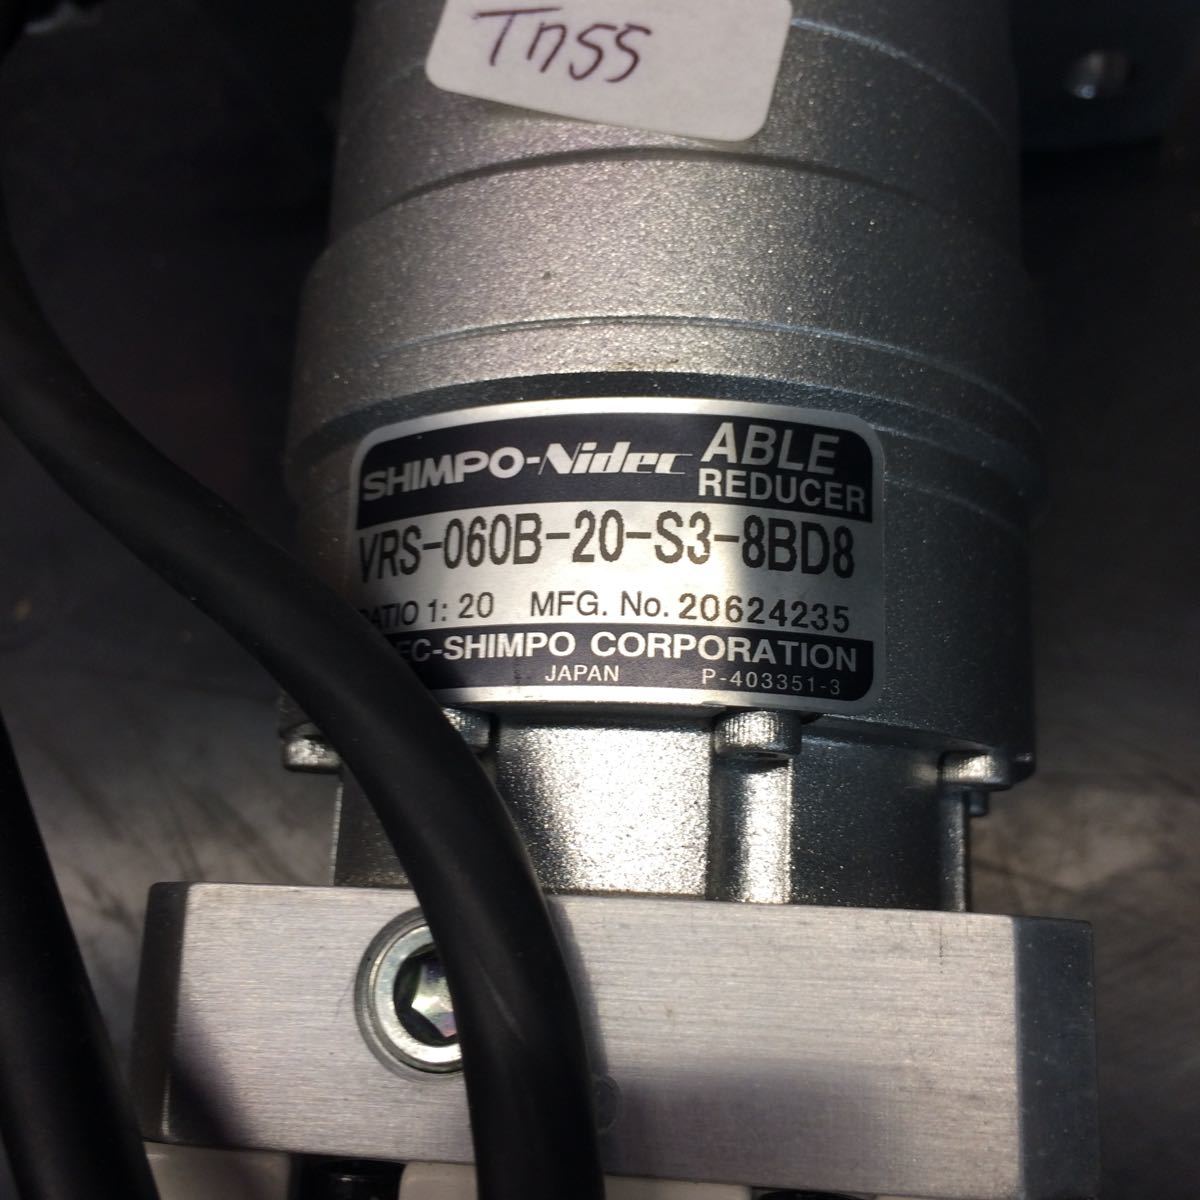 Tη55
SHIMPO-Nidec ABLE REDUCER
VRS-060B-20-S3-8BD8
RATIO 1: 20 MFG. No. 20624235
EC-SHIMPO CORPORATION
JAPAN P-403351-3